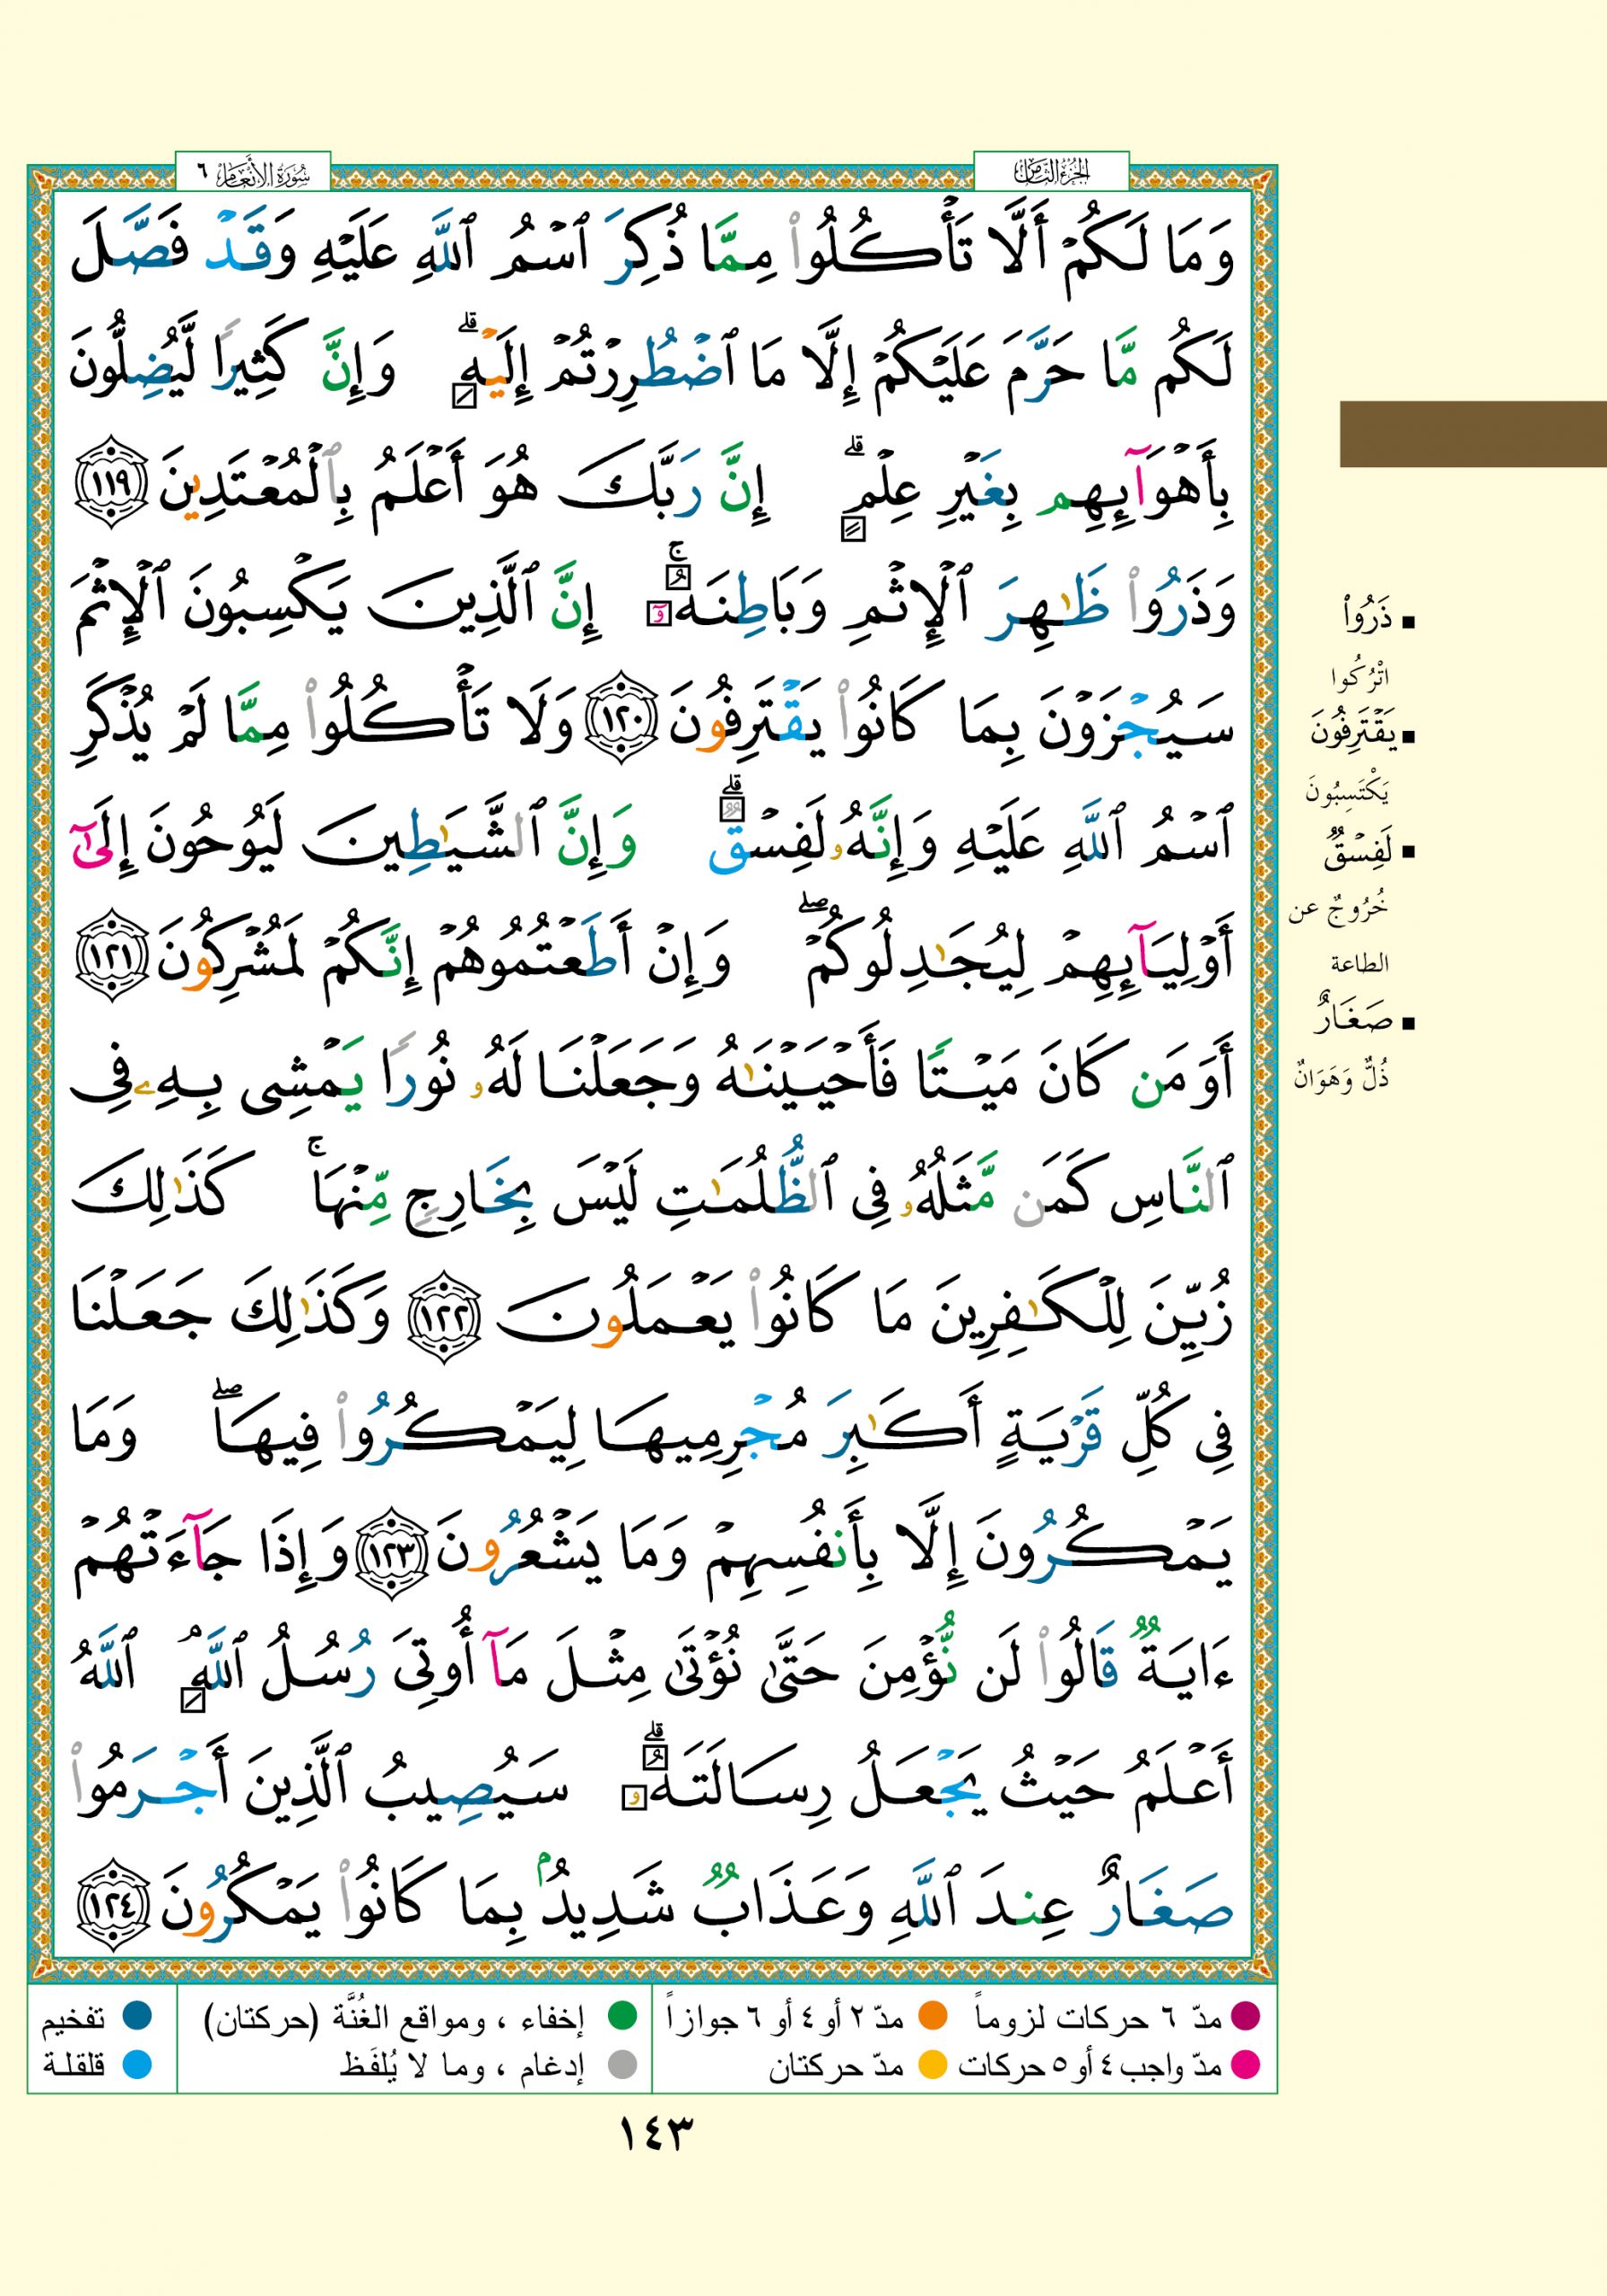 الجزء الثامن
سورة الأنعام ٦
وَمَا لَكُمْ أَلَّا تَأْكُلُوا۟ مِمَّا ذُكِرَ ٱسْمُ ٱللَّهِ عَلَيْهِ وَقَدْ فَصَّلَ
لَكُم مَّا حَرَّمَ عَلَيْكُمْ إِلَّا مَا ٱضْطُرِرْتُمْ إِلَيْهِ ۗ وَإِنَّ كَثِيرًا لَّيُضِلُّونَ
بِأَهْوَآئِهِم بِغَيْرِ عِلْمٍ ۗ إِنَّ رَبَّكَ هُوَ أَعْلَمُ بِٱلْمُعْتَدِينَ ١١٩
وَذَرُوا۟ ظَـٰهِرَ ٱلْإِثْمِ وَبَاطِنَهُۥٓ ۚ إِنَّ ٱلَّذِينَ يَكْسِبُونَ ٱلْإِثْمَ
سَيُجْزَوْنَ بِمَا كَانُوا۟ يَقْتَرِفُونَ ١٢٠ وَلَا تَأْكُلُوا۟ مِمَّا لَمْ يُذْكَرِ
ٱسْمُ ٱللَّهِ عَلَيْهِ وَإِنَّهُۥ لَفِسْقٌ ۗ وَإِنَّ ٱلشَّيَـٰطِينَ لَيُوحُونَ إِلَىٰٓ
أَوْلِيَآئِهِمْ لِيُجَـٰدِلُوكُمْ ۖ وَإِنْ أَطَعْتُمُوهُمْ إِنَّكُمْ لَمُشْرِكُونَ ١٢١
أَوَمَن كَانَ مَيْتًا فَأَحْيَيْنَـٰهُ وَجَعَلْنَا لَهُۥ نُورًا يَمْشِى بِهِۦ فِى
ٱلنَّاسِ كَمَن مَّثَلُهُۥ فِى ٱلظُّلُمَـٰتِ لَيْسَ بِخَارِجٍ مِّنْهَا ۚ كَذَٰلِكَ
زُيِّنَ لِلْكَـٰفِرِينَ مَا كَانُوا۟ يَعْمَلُونَ ١٢٢ وَكَذَٰلِكَ جَعَلْنَا
فِى كُلِّ قَرْيَةٍ أَكَـٰبِرَ مُجْرِمِيهَا لِيَمْكُرُوا۟ فِيهَا ۖ وَمَا
يَمْكُرُونَ إِلَّا بِأَنفُسِهِمْ وَمَا يَشْعُرُونَ ١٢٣ وَإِذَا جَآءَتْهُمْ
ءَايَةٌ قَالُوا۟ لَن نُّؤْمِنَ حَتَّىٰ نُؤْتَىٰ مِثْلَ مَآ أُوتِىَ رُسُلُ ٱللَّهِ ۘ ٱللَّهُ
أَعْلَمُ حَيْثُ يَجْعَلُ رِسَالَتَهُۥ ۗ سَيُصِيبُ ٱلَّذِينَ أَجْرَمُوا۟
صَغَارٌ عِندَ ٱللَّهِ وَعَذَابٌ شَدِيدٌۢ بِمَا كَانُوا۟ يَمْكُرُونَ ١٢٤
▪ ذَرُوا۟
اتْرُكُوا
▪ يَقْتَرِفُونَ
يَكْتَسِبُونَ
▪ لَفِسْقٌ
خُرُوجٌ عن
الطاعة
▪ صَغَارٌ
ذُلٌّ وَهَوَانٌ
مدّ ٦ حركات لزوماً مدّ ٢ أو ٤ أو ٦ جوازاً إخفاء ، ومواقع الغُنَّة (حركتان) تفخيم
مدّ واجب ٤ أو ٥ حركات مدّ حركتان إدغام ، وما لا يُلفَظ قلقلة
١٤٣